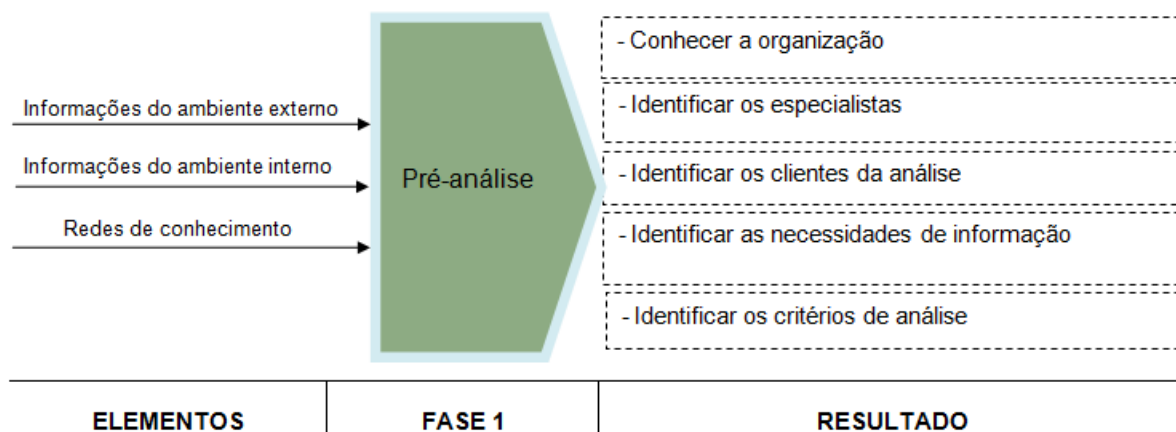 Informações do ambiente externo
Informações do ambiente interno
Redes de conhecimento
Pré-análise
- Conhecer a organização
- Identificar os especialistas
- Identificar os clientes da análise
- Identificar as necessidades de informação
- Identificar os critérios de análise
ELEMENTOS
FASE 1
RESULTADO